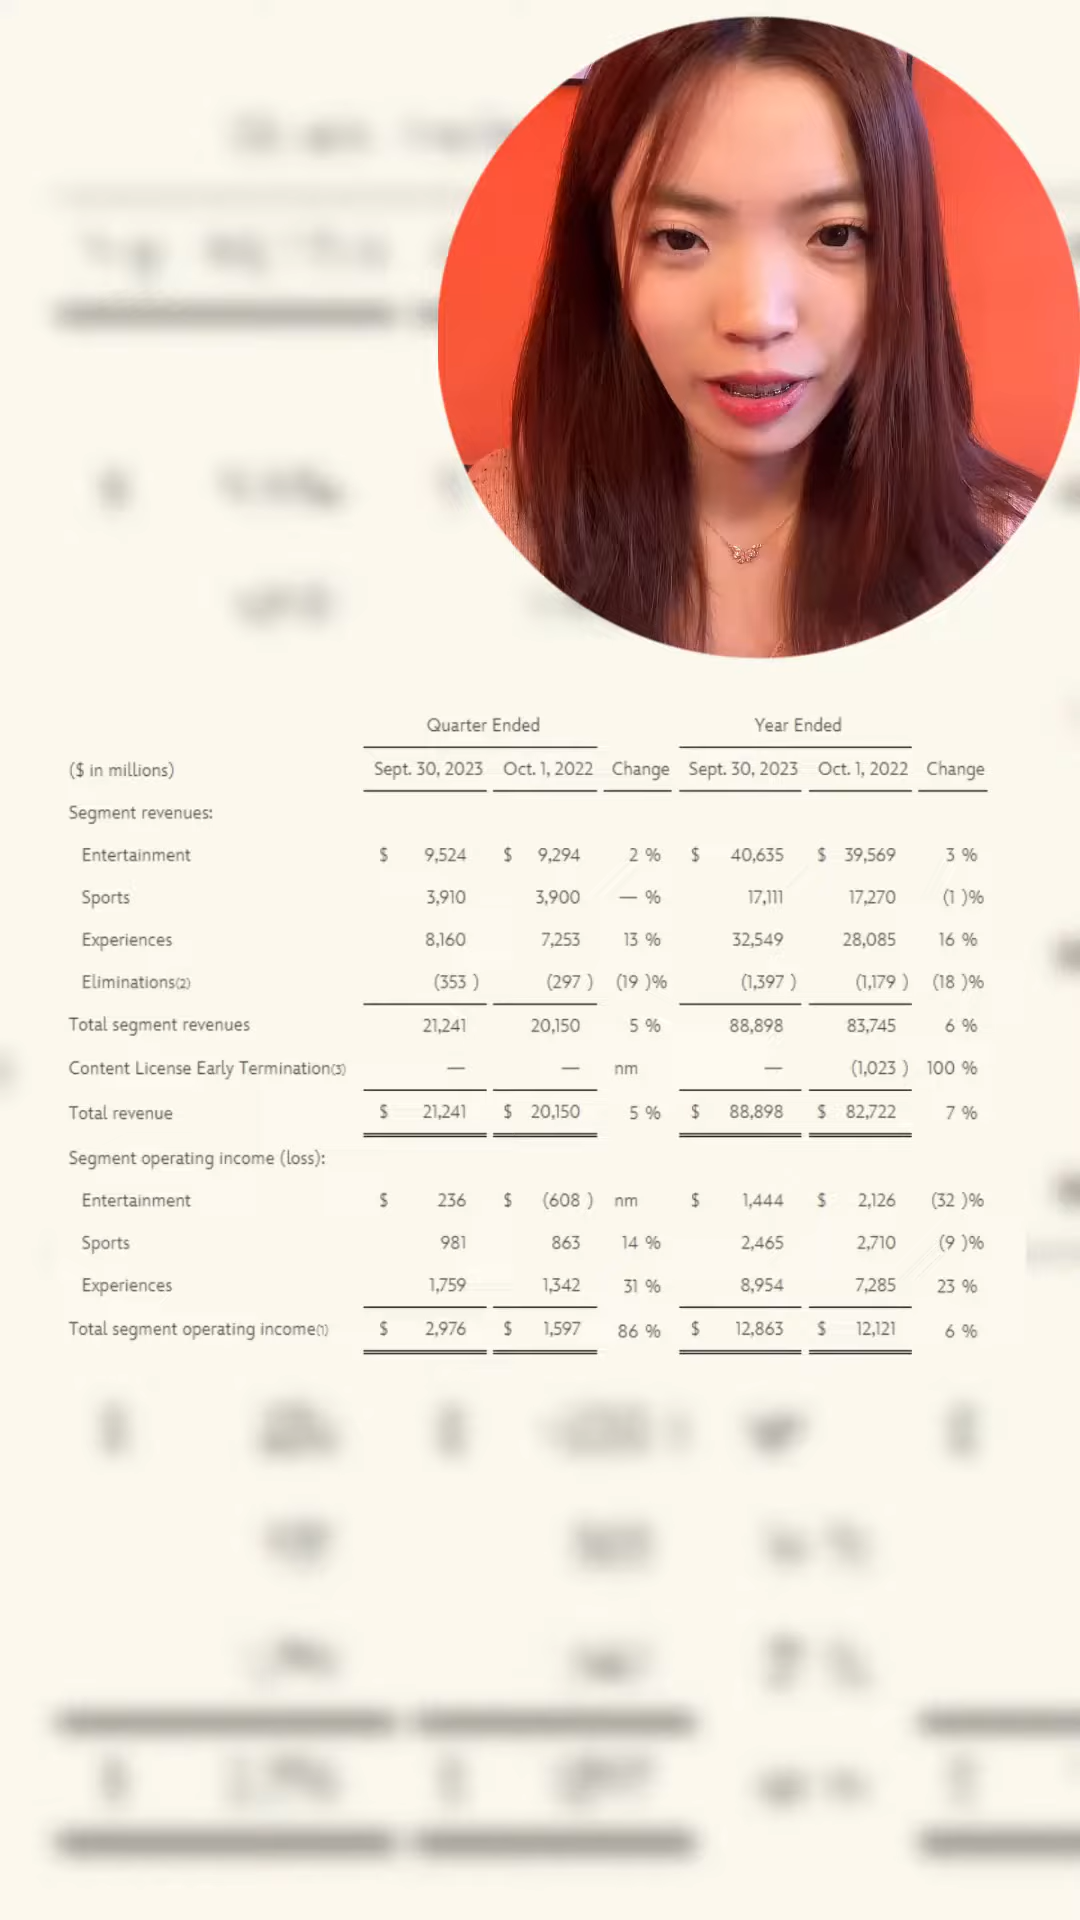 Quarter Ended Year Ended
($ in millions) Sept. 30, 2023 Oct. 1, 2022 Change Sept. 30, 2023 Oct. 1, 2022 Change
Segment revenues:
Entertainment $ 9,524 $ 9,294 2 % $ 40,635 $ 39,569 3 %
Sports 3,910 3,900 — % 17,111 17,270 (1 )%
Experiences 8,160 7,253 13 % 32,549 28,085 16 %
Eliminations(2) (353 ) (297 ) (19 )% (1,397 ) (1,179 ) (18 )%
Total segment revenues 21,241 20,150 5 % 88,898 83,745 6 %
Content License Early Termination(3) — — nm — (1,023 ) 100 %
Total revenue $ 21,241 $ 20,150 5 % $ 88,898 $ 82,722 7 %
Segment operating income (loss):
Entertainment $ 236 $ (608 ) nm $ 1,444 $ 2,126 (32 )%
Sports 981 863 14 % 2,465 2,710 (9 )%
Experiences 1,759 1,342 31 % 8,954 7,285 23 %
Total segment operating income(1) $ 2,976 $ 1,597 86 % $ 12,863 $ 12,121 6 %